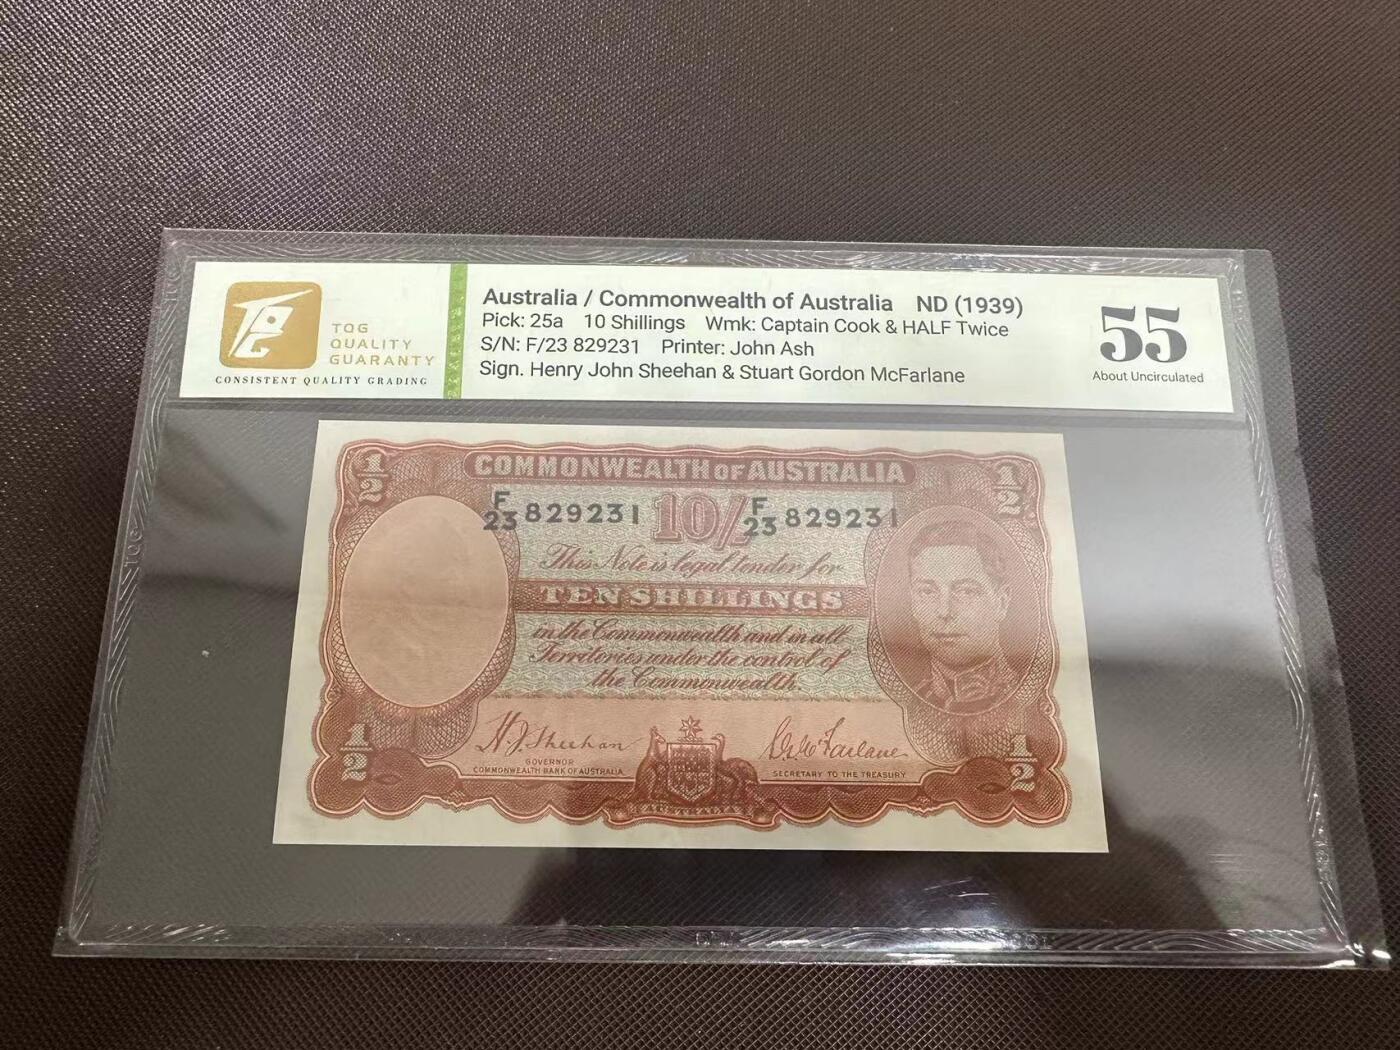 TQG
QUALITY
GUARANTY
CONSISTENT QUALITY GRADING
Australia / Commonwealth of Australia ND (1939)
Pick: 25a 10 Shillings Wmk: Captain Cook & HALF Twice
S/N: F/23 829231 Printer: John Ash
Sign. Henry John Sheehan & Stuart Gordon McFarlane
55
About Uncirculated
1/2
COMMONWEALTH OF AUSTRALIA
1/2
F/23 829231 10/- F/23 829231
This Note is legal tender for
TEN SHILLINGS
in the Commonwealth and in all
Territories under the control of
the Commonwealth.
H.J. Sheehan
GOVERNOR
COMMONWEALTH BANK OF AUSTRALIA
S.G. McFarlane
SECRETARY TO THE TREASURY
1/2
AUSTRALIA
1/2